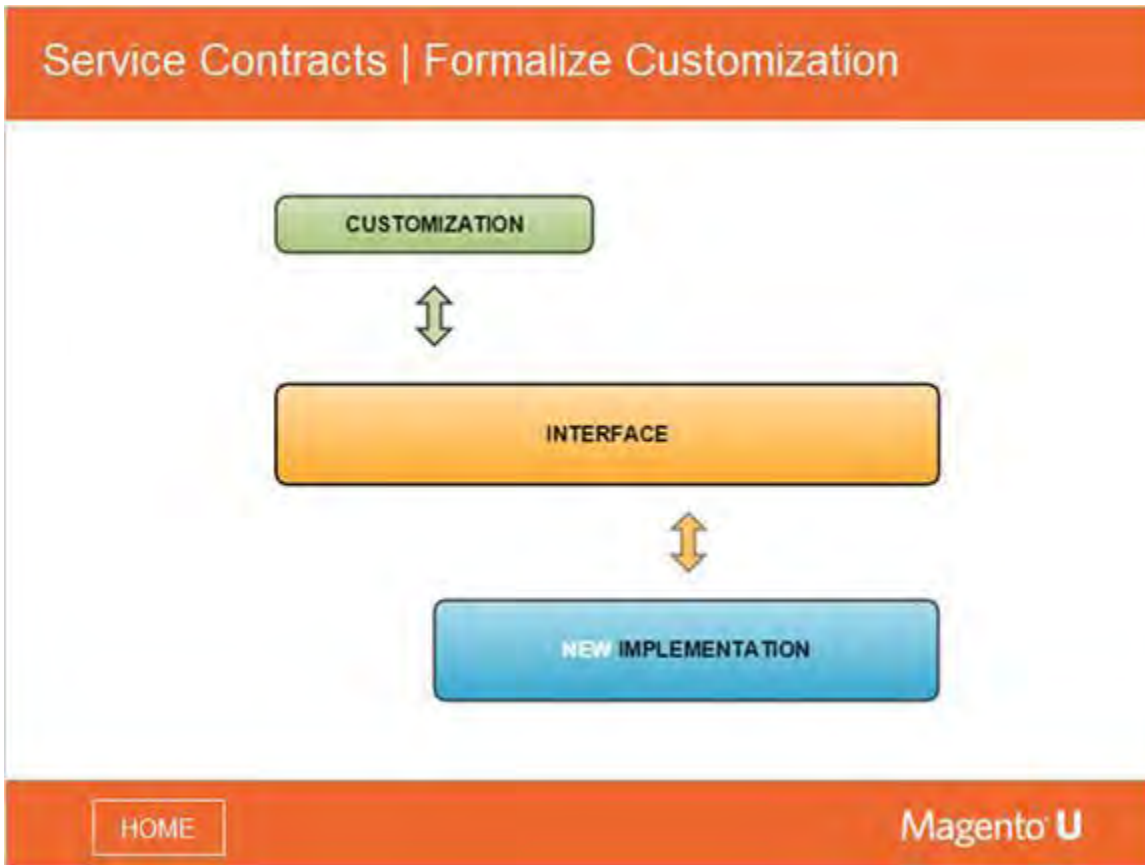 Service Contracts | Formalize Customization
CUSTOMIZATION
INTERFACE
NEW IMPLEMENTATION
HOME
Magento U